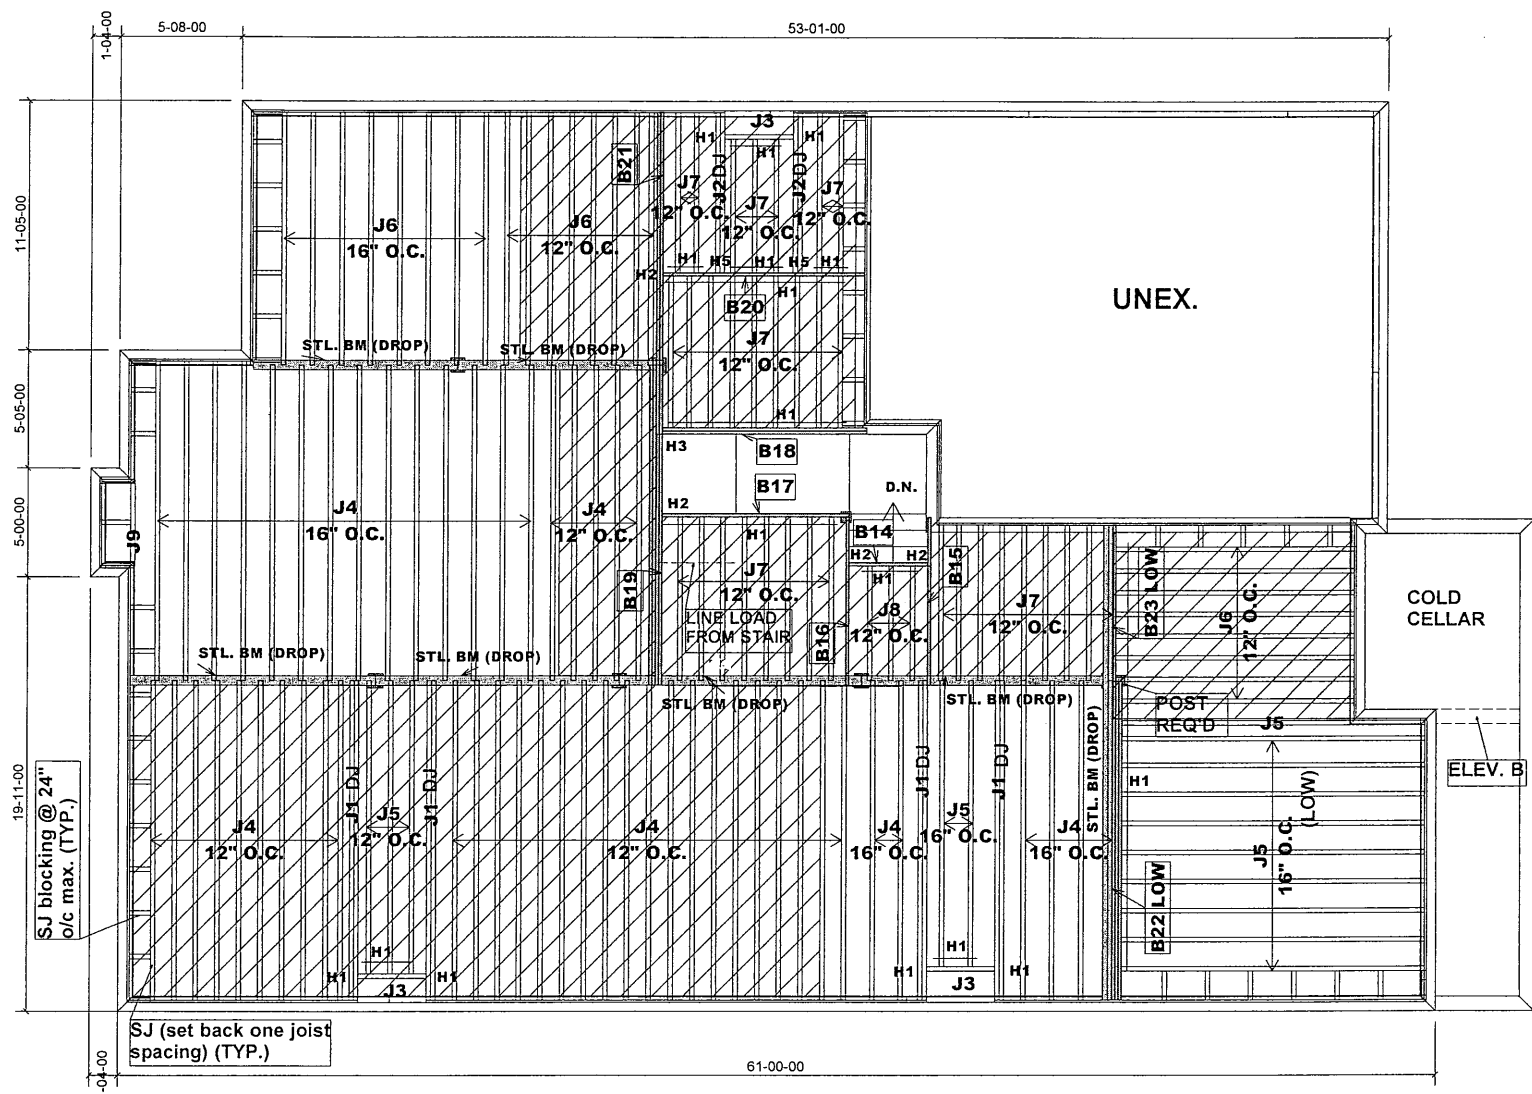 1-04-00
5-08-00
53-01-00
11-05-00
5-05-00
5-00-00
19-11-00
J3
H1
H1
H1
B21
J2DJ
J2DJ
J7
12" O.C.
J7
12" O.C.
J7
12" O.C.
J6
16" O.C.
J6
12" O.C.
H2
H1
H5
H1
H5
H1
H1
B20
UNEX.
STL. BM (DROP)
STL. BM (DROP)
J7
12" O.C.
H1
H3
B18
B17
H2
D.N.
J4
16" O.C.
J4
12" O.C.
J9
H1
B14
H2
H2
B15
H1
J7
12" O.C.
B19
LINE LOAD
FROM STAIR
B16
J8
12" O.C.
J7
12" O.C.
B23 LOW
J6
12" O.C.
COLD
CELLAR
STL. BM (DROP)
STL. BM (DROP)
STL. BM (DROP)
STL. BM (DROP)
STL. BM (DROP)
POST
REQ'D
J5
ELEV. B
H1
SJ blocking @ 24"
o/c max. (TYP.)
J4
12" O.C.
J1 DJ
J5
12" O.C.
J1 DJ
J4
12" O.C.
J4
16" O.C.
J1 DJ
J5
16" O.C.
J1 DJ
J4
16" O.C.
B22 LOW
J5
16" O.C.
(LOW)
H1
H1
H1
J3
H1
H1
H1
J3
SJ (set back one joist
spacing) (TYP.)
-04-00
61-00-00